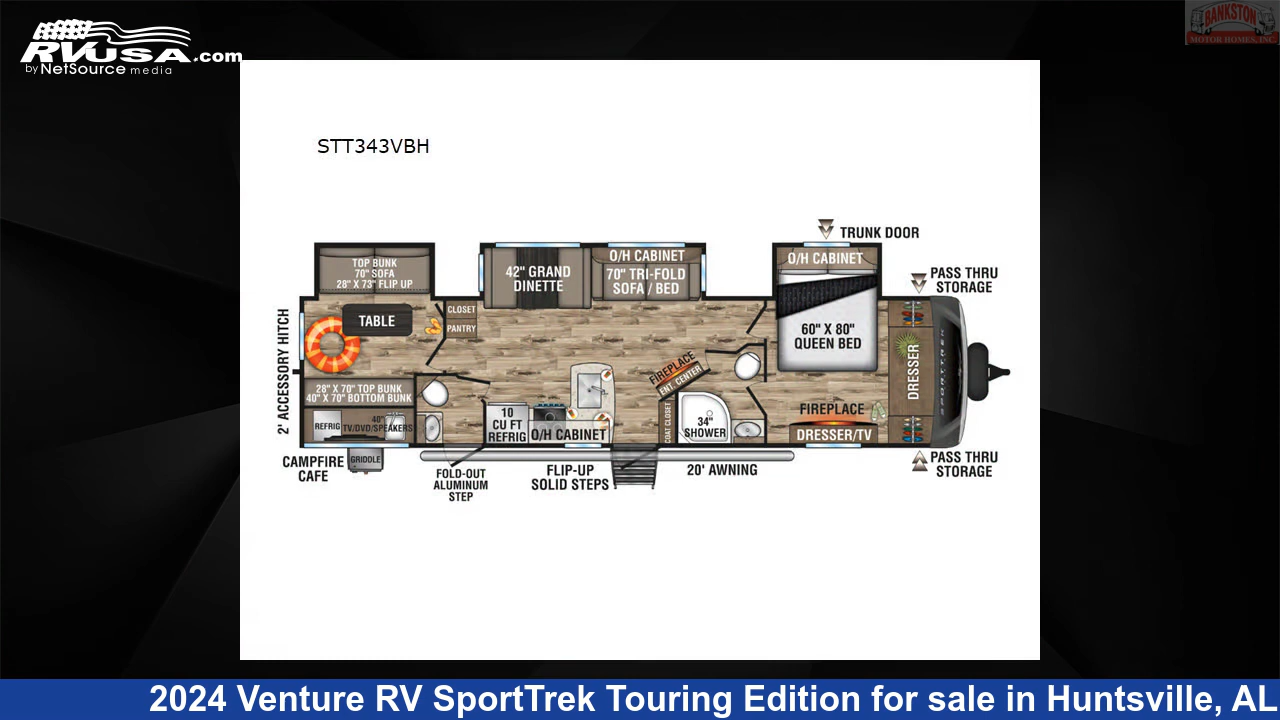 RVUSA.com
by NetSource media
BANKSTON
MOTOR HOMES, INC.
STT343VBH
TRUNK DOOR
O/H CABINET
TOP BUNK
70" SOFA
28" X 73" FLIP UP
42" GRAND
DINETTE
O/H CABINET
70" TRI-FOLD
SOFA / BED
PASS THRU
STORAGE
TABLE
CLOSET
PANTRY
60" X 80"
QUEEN BED
2' ACCESSORY HITCH
DRESSER
SPORTTREK
FIREPLACE
ENT. CENTER
28" X 70" TOP BUNK
40" X 70" BOTTOM BUNK
REFRIG
40"
TV/DVD/SPEAKERS
10
CU FT
REFRIG
O/H CABINET
COAT CLOSET
34"
SHOWER
FIREPLACE
DRESSER/TV
CAMPFIRE
CAFE
GRIDDLE
FOLD-OUT
ALUMINUM
STEP
FLIP-UP
SOLID STEPS
20' AWNING
PASS THRU
STORAGE
2024 Venture RV SportTrek Touring Edition for sale in Huntsville, AL